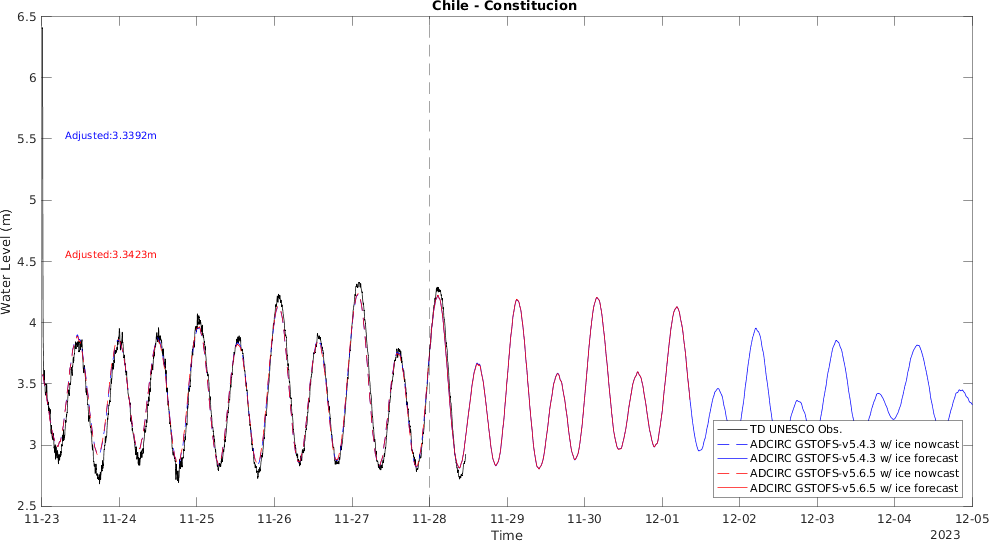 Chile - Constitucion
6.5
6
5.5
5
4.5
4
3.5
3
2.5
Water Level (m)
Adjusted:3.3392m
Adjusted:3.3423m
TD UNESCO Obs.
ADCIRC GSTOFS-v5.4.3 w/ ice nowcast
ADCIRC GSTOFS-v5.4.3 w/ ice forecast
ADCIRC GSTOFS-v5.6.5 w/ ice nowcast
ADCIRC GSTOFS-v5.6.5 w/ ice forecast
11-23 11-24 11-25 11-26 11-27 11-28 11-29 11-30 12-01 12-02 12-03 12-04 12-05
Time
2023